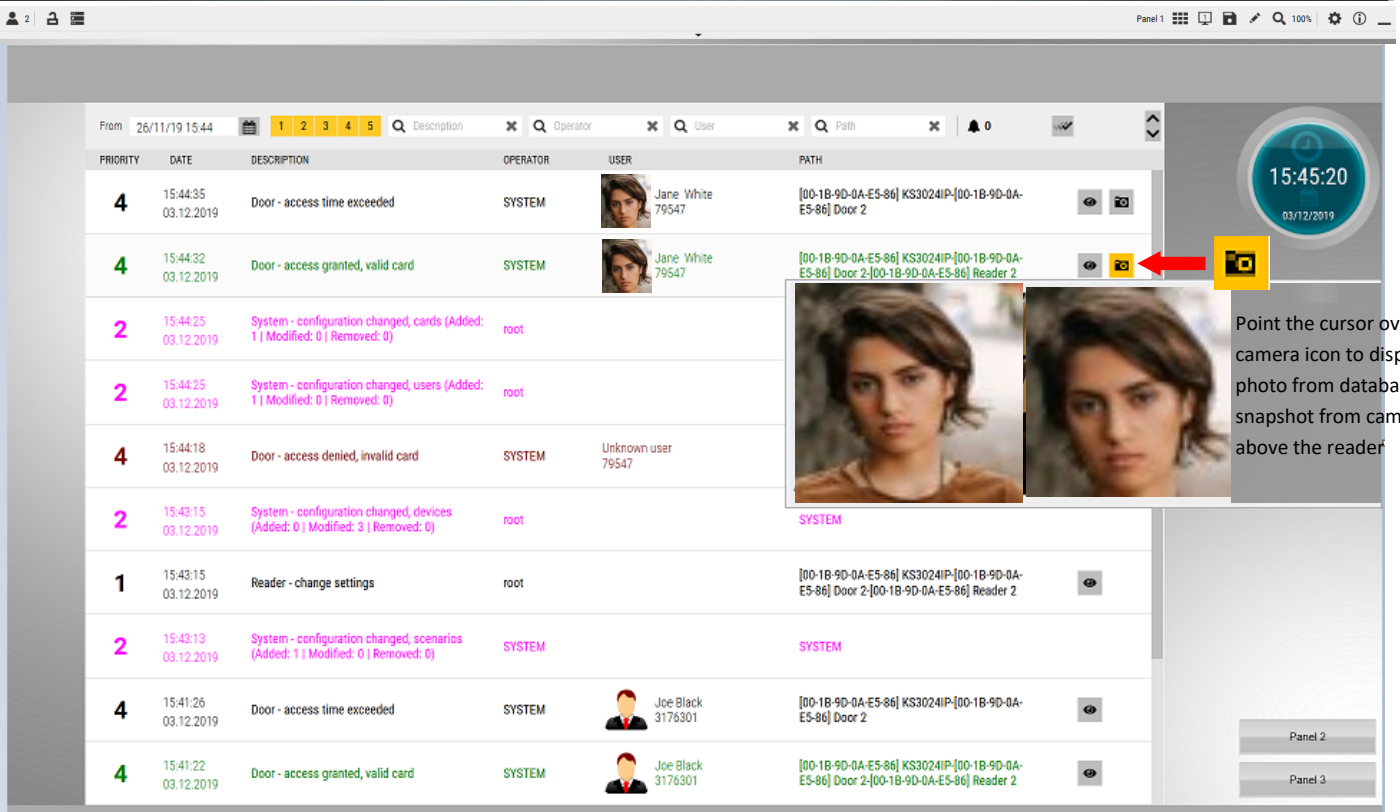 2
Panel 1
1
100%
From 26/11/19 15:44 1 2 3 4 5 Description Operator User Path 0
PRIORITY DATE DESCRIPTION OPERATOR USER PATH
4 15:44:35 03.12.2019 Door - access time exceeded SYSTEM Jane White 79547 [00-1B-9D-0A-E5-86] KS3024IP-[00-1B-9D-0A-
E5-86] Door 2
4 15:44:32 03.12.2019 Door - access granted, valid card SYSTEM Jane White 79547 [00-1B-9D-0A-E5-86] KS3024IP-[00-1B-9D-0A-
E5-86] Door 2-[00-1B-9D-0A-E5-86] Reader 2
2 15:44:25 03.12.2019 System - configuration changed, cards (Added:
1 | Modified: 0 | Removed: 0) root
2 15:44:25 03.12.2019 System - configuration changed, users (Added:
1 | Modified: 0 | Removed: 0) root
4 15:44:18 03.12.2019 Door - access denied, invalid card SYSTEM Unknown user 79547
2 15:43:15 03.12.2019 System - configuration changed, devices
(Added: 0 | Modified: 3 | Removed: 0) root SYSTEM
1 15:43:15 03.12.2019 Reader - change settings root [00-1B-9D-0A-E5-86] KS3024IP-[00-1B-9D-0A-
E5-86] Door 2-[00-1B-9D-0A-E5-86] Reader 2
2 15:43:13 03.12.2019 System - configuration changed, scenarios
(Added: 1 | Modified: 0 | Removed: 0) SYSTEM SYSTEM
4 15:41:26 03.12.2019 Door - access time exceeded SYSTEM Joe Black 3176301 [00-1B-9D-0A-E5-86] KS3024IP-[00-1B-9D-0A-
E5-86] Door 2
4 15:41:22 03.12.2019 Door - access granted, valid card SYSTEM Joe Black 3176301 [00-1B-9D-0A-E5-86] KS3024IP-[00-1B-9D-0A-
E5-86] Door 2-[00-1B-9D-0A-E5-86] Reader 2
15:45:20
03/12/2019
Point the cursor
camera icon to
photo from
snapshot from
above the reader
Panel 2
Panel 3